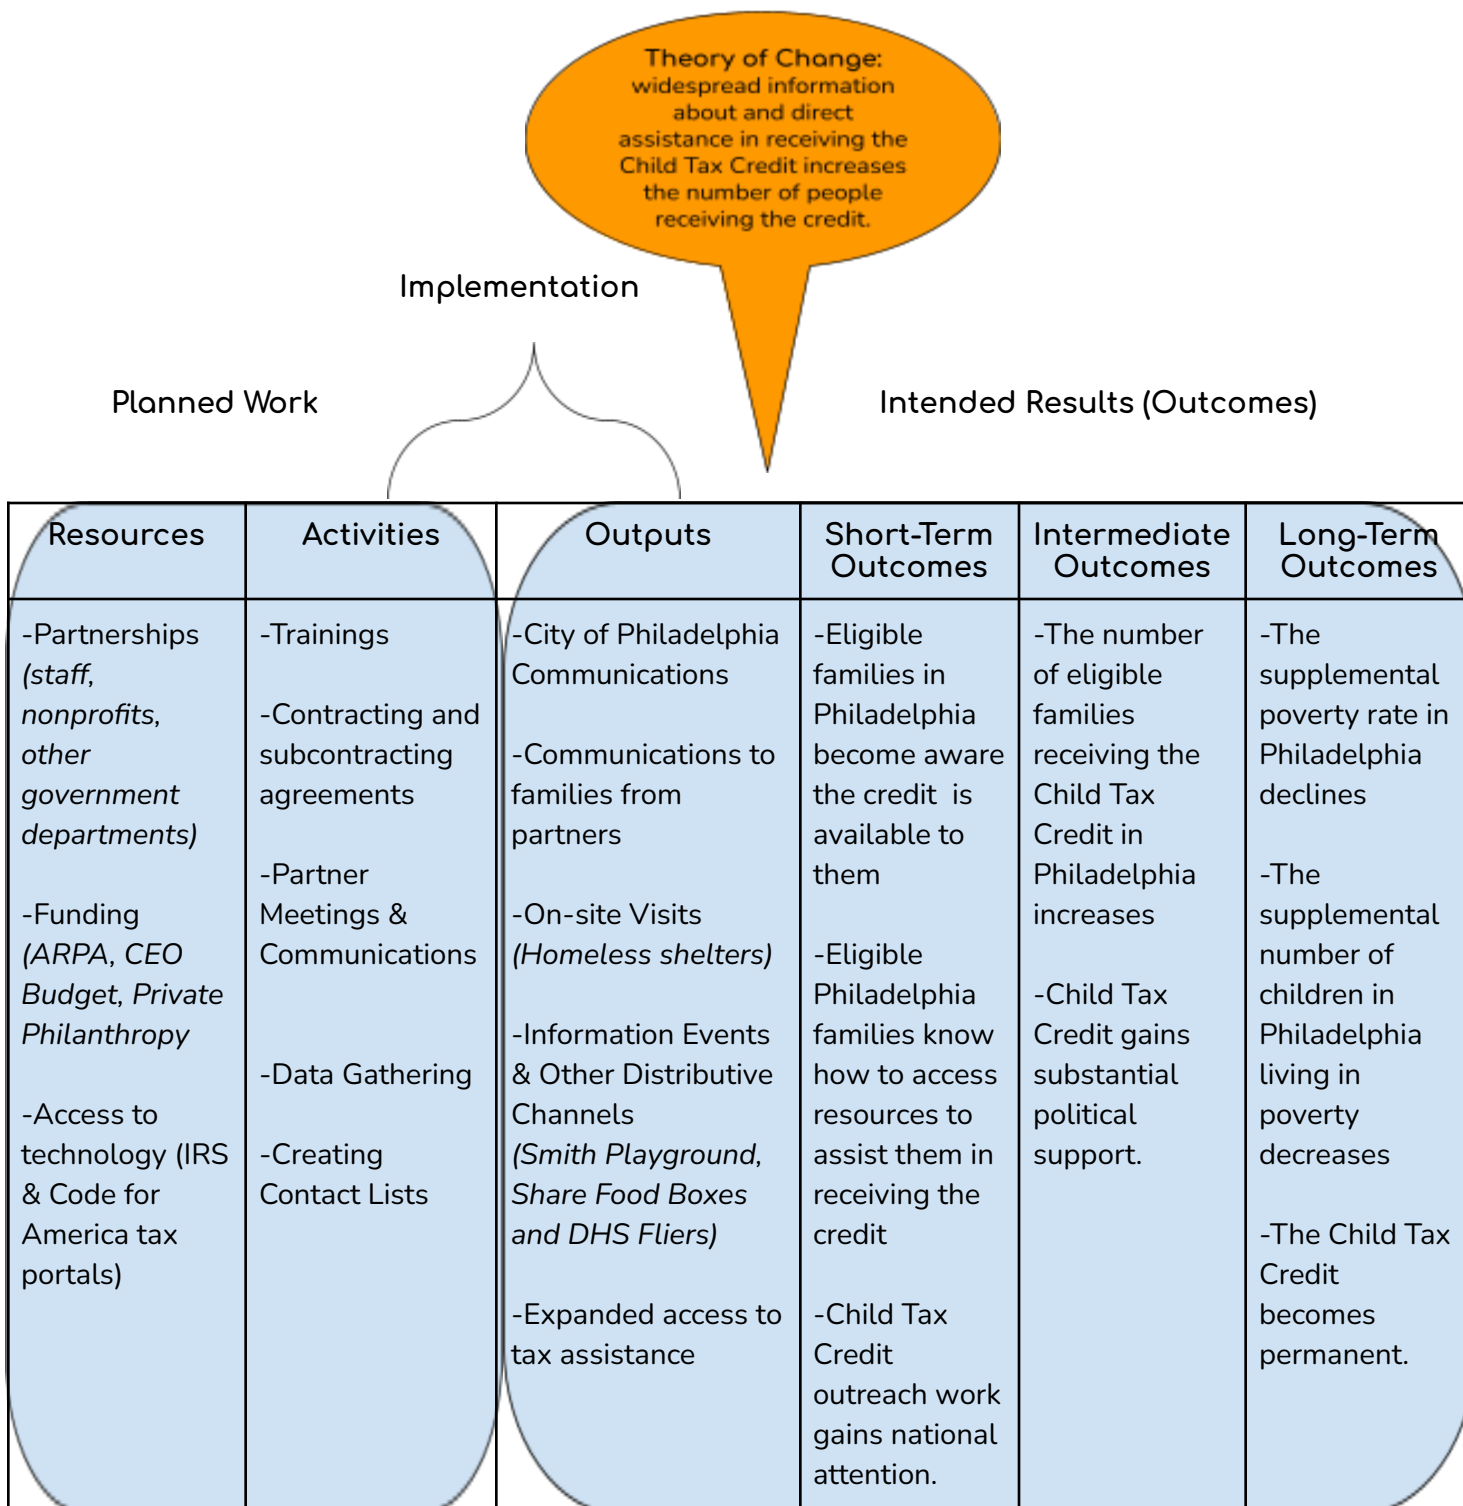 Theory of Change:
widespread information
about and direct
assistance in receiving the
Child Tax Credit increases
the number of people
receiving the credit.
Implementation
Planned Work
Intended Results (Outcomes)
Resources
Activities
Outputs
Short-Term
Outcomes
Intermediate
Outcomes
Long-Term
Outcomes
-Partnerships
(staff,
nonprofits,
other
government
departments)
-Funding
(ARPA, CEO
Budget, Private
Philanthropy
-Access to
technology (IRS
& Code for
America tax
portals)
-Trainings
-Contracting and
subcontracting
agreements
-Partner
Meetings &
Communications
-Data Gathering
-Creating
Contact Lists
-City of Philadelphia
Communications
-Communications to
families from
partners
-On-site Visits
(Homeless shelters)
-Information Events
& Other Distributive
Channels
(Smith Playground,
Share Food Boxes
and DHS Fliers)
-Expanded access to
tax assistance
-Eligible
families in
Philadelphia
become aware
the credit is
available to
them
-Eligible
Philadelphia
families know
how to access
resources to
assist them in
receiving the
credit
-Child Tax
Credit
outreach work
gains national
attention.
-The number
of eligible
families
receiving the
Child Tax
Credit in
Philadelphia
increases
-Child Tax
Credit gains
substantial
political
support.
-The
supplemental
poverty rate in
Philadelphia
declines
-The
supplemental
number of
children in
Philadelphia
living in
poverty
decreases
-The Child Tax
Credit
becomes
permanent.